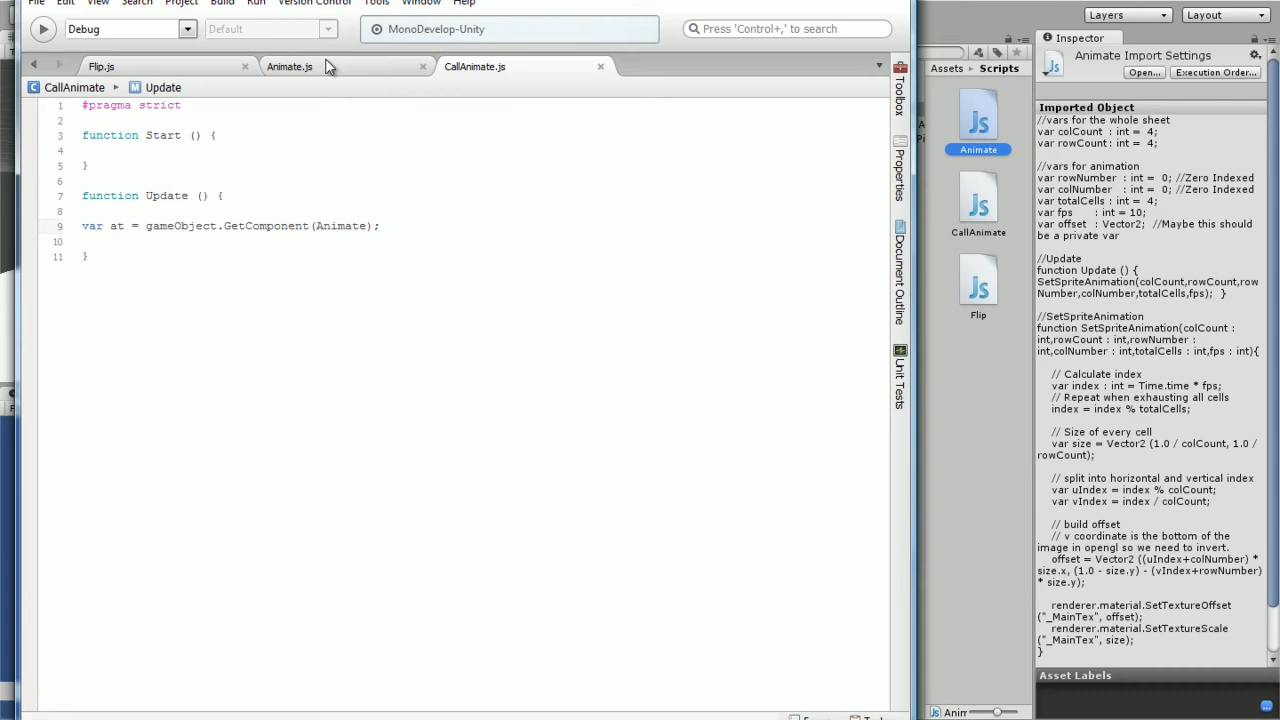 File Edit View Search Project Build Run Version Control Tools Window Help
Debug
Default
MonoDevelop-Unity
Press 'Control+,' to search
Flip.js
Animate.js
CallAnimate.js
CallAnimate
Update
1 #pragma strict
2
3 function Start () {
4
5 }
6
7 function Update () {
8
9 var at = gameObject.GetComponent(Animate);
10
11 }
Toolbox
Properties
Document Outline
Unit Tests
Assets
Scripts
Js
Animate
Js
CallAnimate
Js
Flip
Layers
Layout
Inspector
Animate Import Settings
Js
Open...
Execution Order...
Imported Object
//vars for the whole sheet
var colCount : int = 4;
var rowCount : int = 4;
//vars for animation
var rowNumber : int = 0; //Zero Indexed
var colNumber : int = 0; //Zero Indexed
var totalCells : int = 4;
var fps : int = 10;
var offset : Vector2; //Maybe this should
be a private var
//Update
function Update () {
SetSpriteAnimation(colCount,rowCount,row
Number,colNumber,totalCells,fps); }
//SetSpriteAnimation
function SetSpriteAnimation(colCount :
int,rowCount : int,rowNumber :
int,colNumber : int,totalCells : int,fps : int){
// Calculate index
var index : int = Time.time * fps;
// Repeat when exhausting all cells
index = index % totalCells;
// Size of every cell
var size = Vector2 (1.0 / colCount, 1.0 /
rowCount);
// split into horizontal and vertical index
var uIndex = index % colCount;
var vIndex = index / colCount;
// build offset
// v coordinate is the bottom of the
image in opengl so we need to invert.
offset = Vector2 ((uIndex+colNumber) *
size.x, (1.0 - size.y) - (vIndex+rowNumber)
* size.y);
renderer.material.SetTextureOffset
("_MainTex", offset);
renderer.material.SetTextureScale
("_MainTex", size);
}
Asset Labels